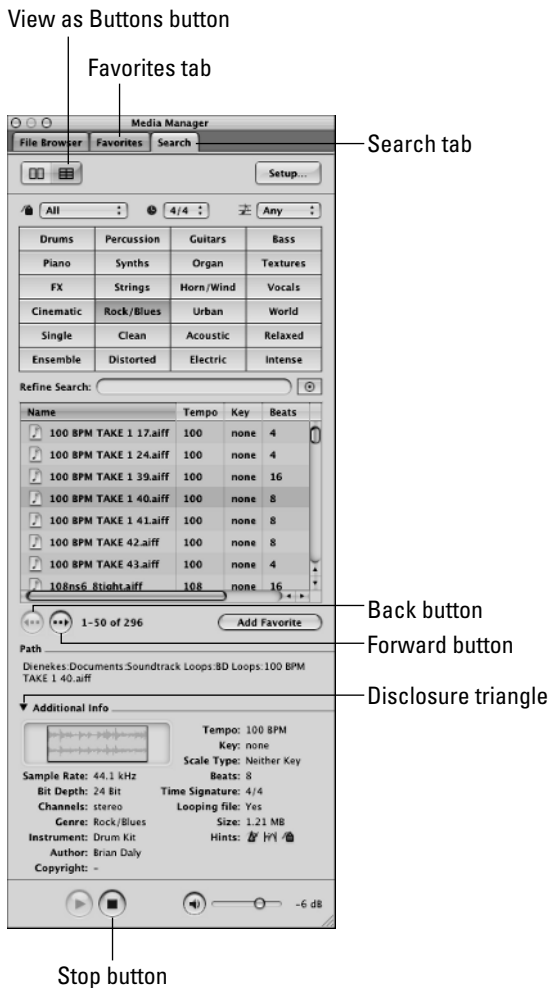 View as Buttons button
Favorites tab
Media Manager
File Browser Favorites Search
Search tab
Setup...
All 4/4 Any
Drums Percussion Guitars Bass
Piano Synths Organ Textures
FX Strings Horn/Wind Vocals
Cinematic Rock/Blues Urban World
Single Clean Acoustic Relaxed
Ensemble Distorted Electric Intense
Refine Search:
Name Tempo Key Beats
100 BPM TAKE 1 17.aiff 100 none 4
100 BPM TAKE 1 24.aiff 100 none 4
100 BPM TAKE 1 39.aiff 100 none 16
100 BPM TAKE 1 40.aiff 100 none 8
100 BPM TAKE 1 41.aiff 100 none 8
100 BPM TAKE 42.aiff 100 none 8
100 BPM TAKE 43.aiff 100 none 4
108ns6_8tight.aiff 108 none 16
Back button
1-50 of 296 Add Favorite
Forward button
Path
Dienekes:Documents:Soundtrack Loops:BD Loops:100 BPM
TAKE 1 40.aiff
Disclosure triangle
Additional Info
Tempo: 100 BPM
Key: none
Scale Type: Neither Key
Sample Rate: 44.1 kHz Beats: 8
Bit Depth: 24 Bit Time Signature: 4/4
Channels: stereo Looping file: Yes
Genre: Rock/Blues Size: 1.21 MB
Instrument: Drum Kit Hints:
Author: Brian Daly
Copyright: -
-6 dB
Stop button